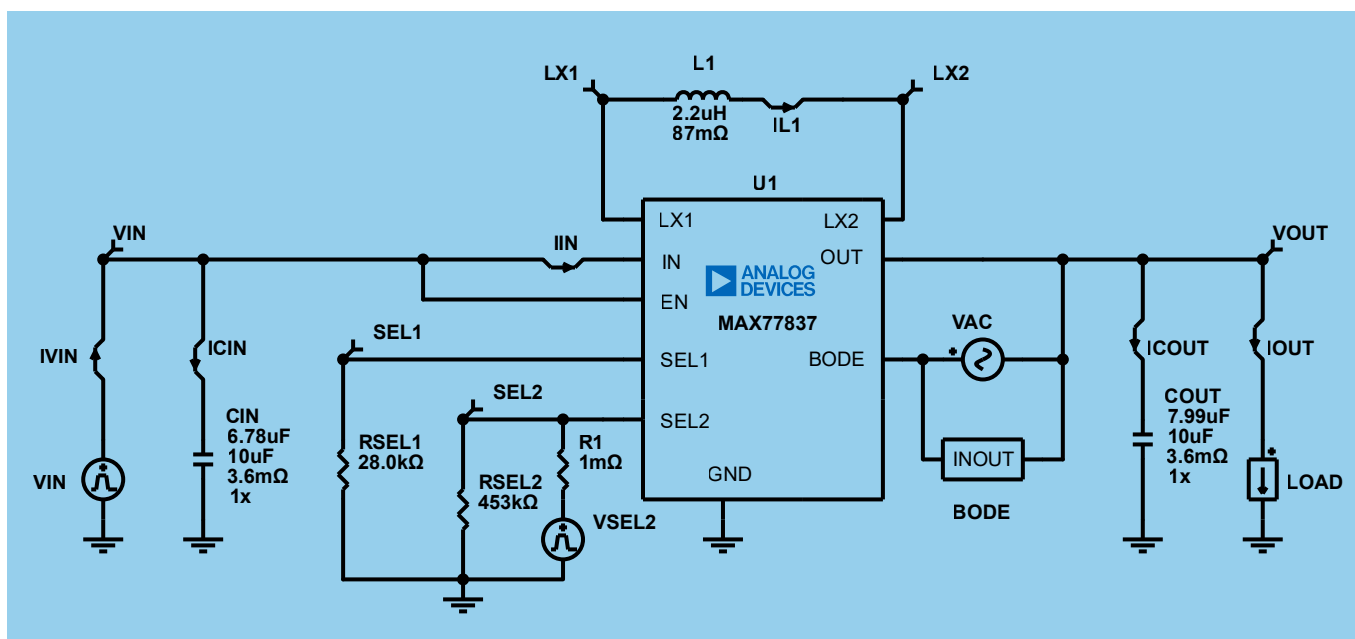 L1
LX1
LX2
2.2uH
87mΩ
IL1
U1
LX1
LX2
VIN
IIN
IN
OUT
VOUT
ANALOG
DEVICES
EN
MAX77837
SEL1
VAC
IVIN
ICIN
SEL1
BODE
ICOUT
IOUT
SEL2
SEL2
CIN
6.78uF
10uF
3.6mΩ
1x
RSEL1
28.0kΩ
R1
1mΩ
COUT
7.99uF
10uF
3.6mΩ
1x
INOUT
GND
VIN
RSEL2
453kΩ
LOAD
BODE
VSEL2